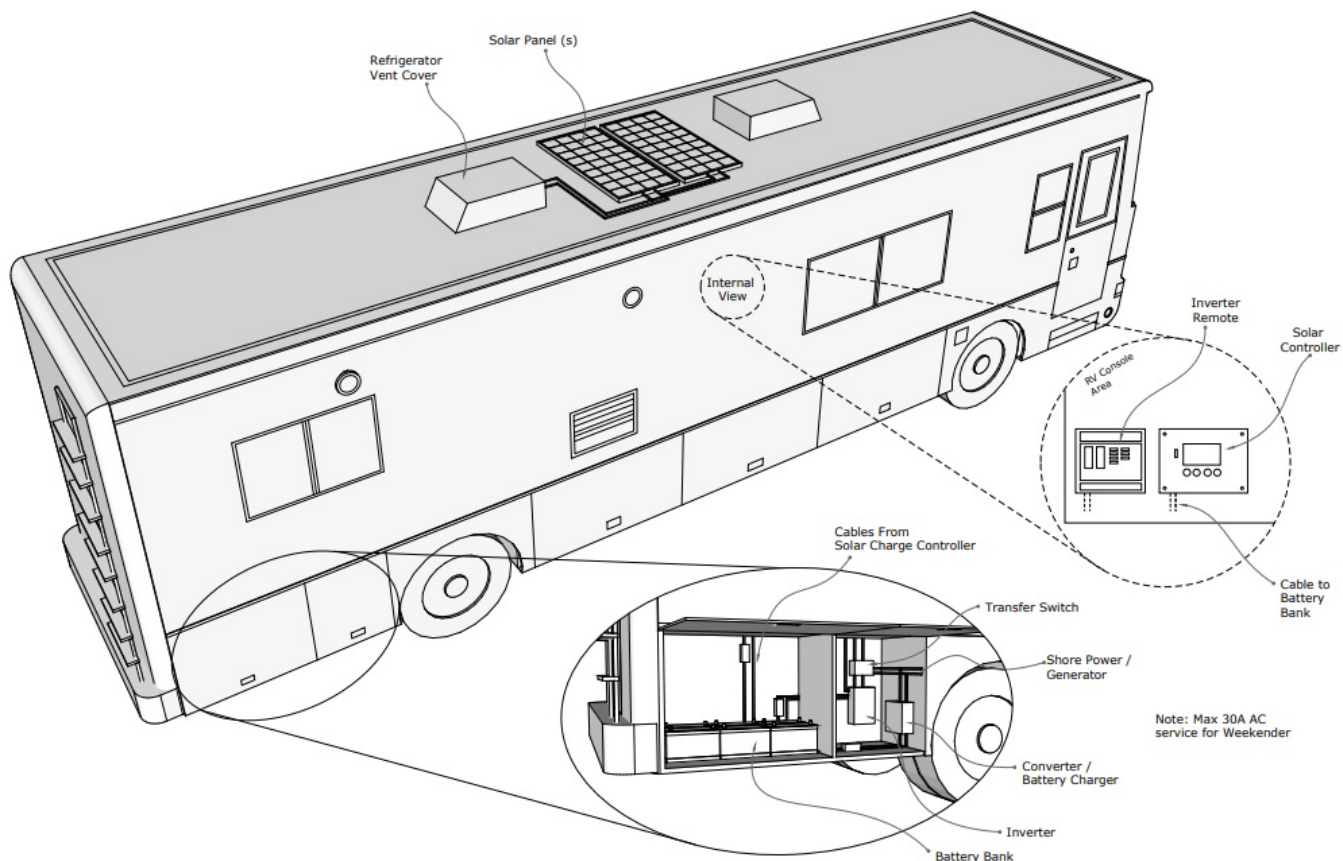 Solar Panel (s)
Refrigerator
Vent Cover
Internal
View
Inverter
Remote
Solar
Controller
RV Console
Area
Cables From
Solar Charge Controller
Transfer Switch
Cable to
Battery
Bank
Shore Power /
Generator
Note: Max 30A AC
service for Weekender
Converter /
Battery Charger
Inverter
Battery Bank